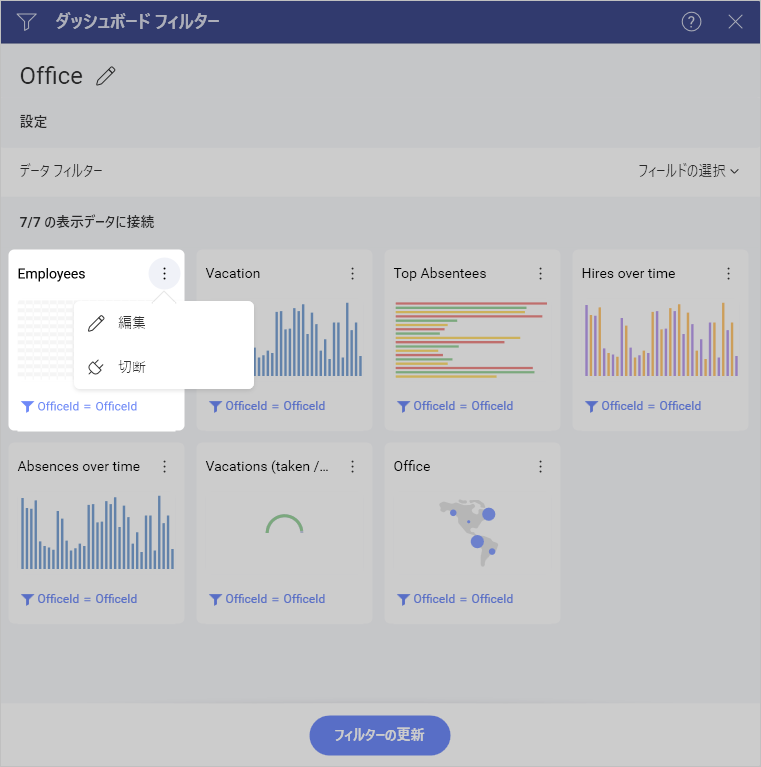 ダッシュボード フィルター
Office
設定
データ フィルター
フィールドの選択
7/7 の表示データに接続
Employees
Vacation
Top Absentees
Hires over time
編集
切断
OfficeId = OfficeId
OfficeId = OfficeId
OfficeId = OfficeId
OfficeId = OfficeId
Absences over time
Vacations (taken /...
Office
OfficeId = OfficeId
OfficeId = OfficeId
OfficeId = OfficeId
フィルターの更新